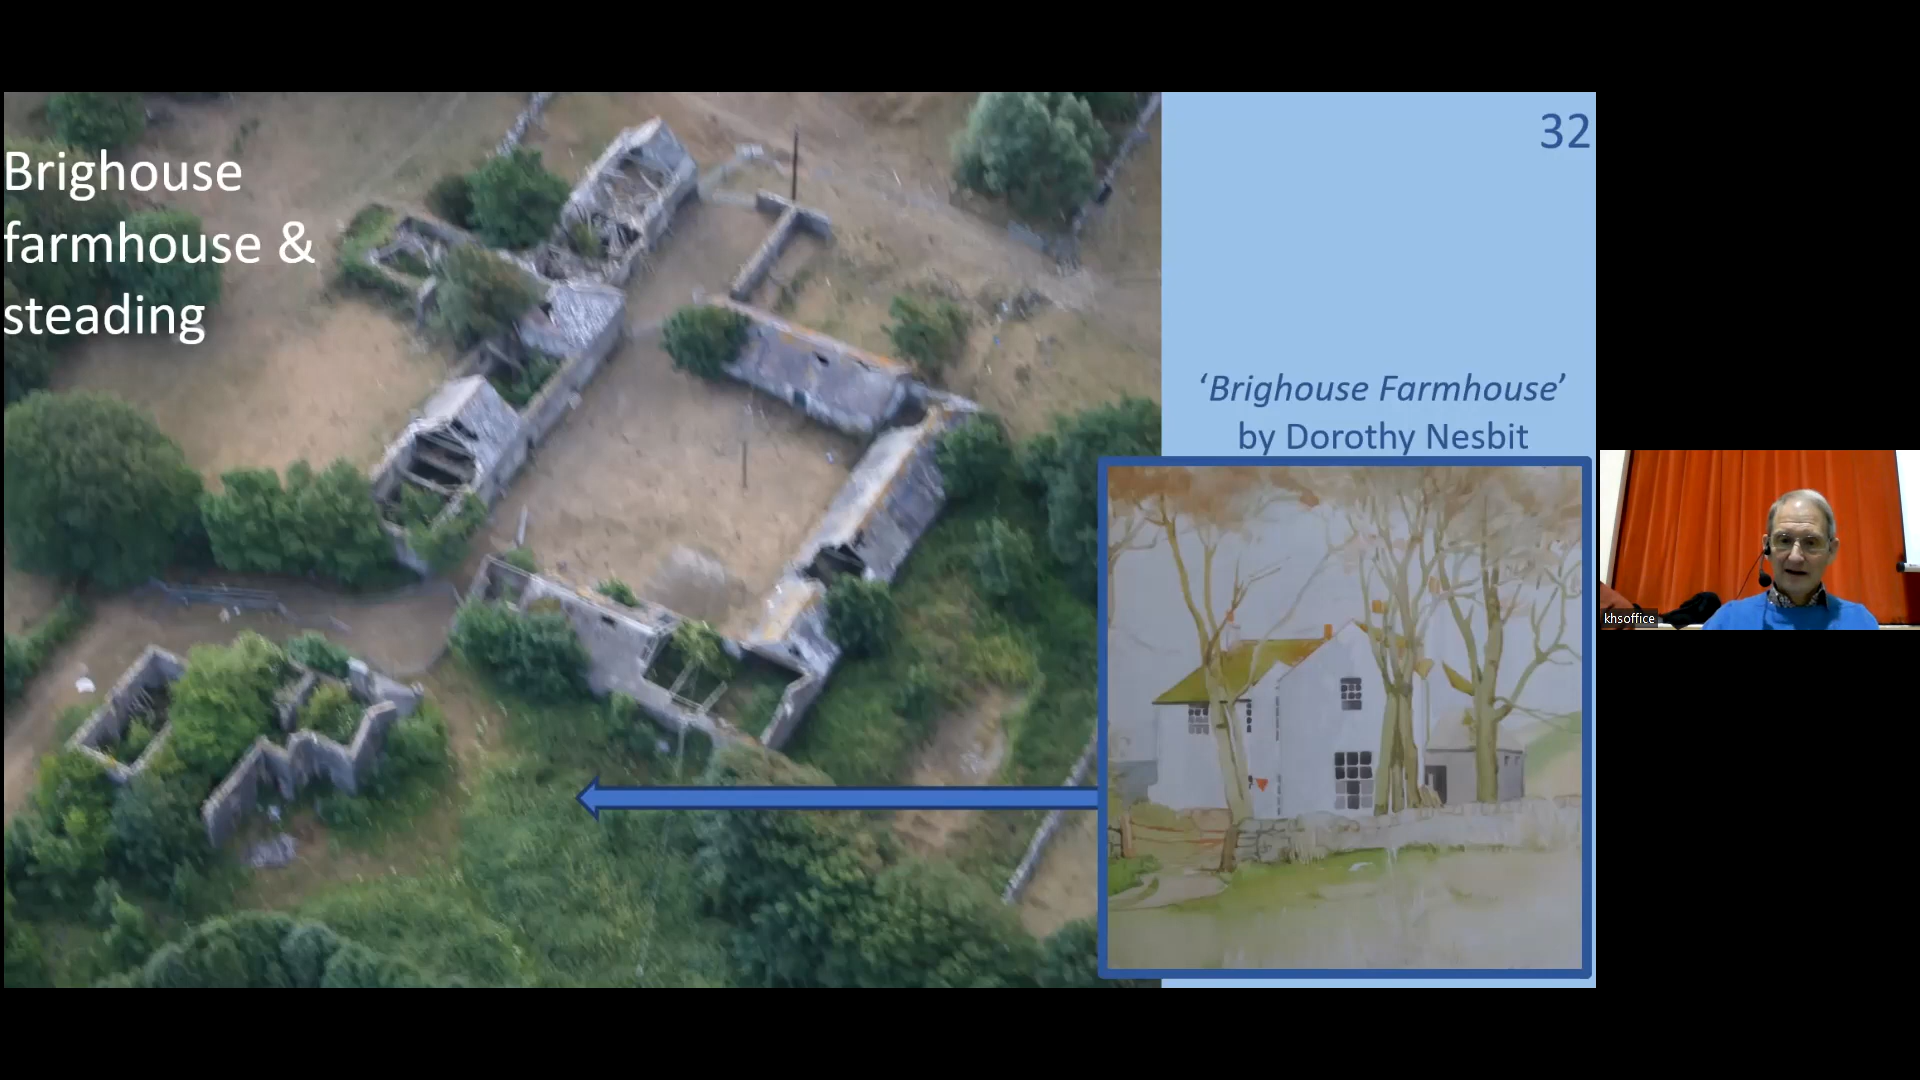 Brighouse
farmhouse &
steading
32
‘Brighouse Farmhouse’
by Dorothy Nesbit
khsoffice